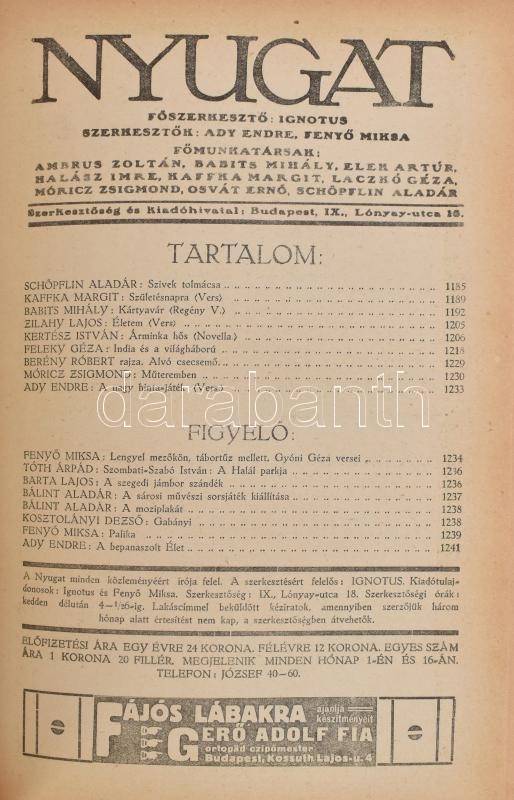 NYUGAT
FŐSZERKESZTŐ: IGNOTUS
SZERKESZTŐK: ADY ENDRE, FENYŐ MIKSA
FŐMUNKATÁRSAK:
AMBRUS ZOLTÁN, BABITS MIHÁLY, ELEK ARTÚR,
HALÁSZ IMRE, KAFFKA MARGIT, LACZKÓ GÉZA,
MÓRICZ ZSIGMOND, OSVÁT ERNŐ, SCHÖPFLIN ALADÁR
Szerkesztőség és Kiadóhivatal: Budapest, IX., Lónyay-utca 18.
TARTALOM:
SCHÖPFLIN ALADÁR: Szivek tolmácsa 1185
KAFFKA MARGIT: Születésnapra (Vers) 1189
BABITS MIHÁLY: Kártyavár (Regény V.) 1192
ZILAHY LAJOS: Életem (Vers) 1205
KERTÉSZ ISTVÁN: Árminka hős (Novella) 1206
FELEKY GÉZA: India és a világháború 1218
BERÉNY RÓBERT rajza. Alvó csecsemő. 1229
MÓRICZ ZSIGMOND: Műteremben 1230
ADY ENDRE: A nagy hinta-játék (Vers) 1233
darabanth
FIGYELŐ:
FENYŐ MIKSA: Lengyel mezőkön, tábortűz mellett, Gyóni Géza versei 1234
TÓTH ÁRPÁD: Szombati-Szabó István: A Halál parkja 1236
BARTA LAJOS: A szegedi jámbor szándék 1236
BÁLINT ALADÁR: A sárosi művészi sorsjáték kiállítása 1237
BÁLINT ALADÁR: A moziplakát 1238
KOSZTOLÁNYI DEZSŐ: Gabányi 1238
FENYŐ MIKSA: Palika 1239
ADY ENDRE: A bepanaszolt Élet 1241
A Nyugat minden közleményéért irója felel. A szerkesztésért felelős: IGNOTUS. Kiadótulaj-
donosok: Ignotus és Fenyő Miksa. Szerkesztőség: IX., Lónyay-utca 18. Szerkesztőségi órák:
kedden délután 4—1/26-ig. Lakáscímmel beküldött kéziratok, amennyiben szerzőjük három
hónap alatt értesítést nem kap, a szerkesztőségben átvehetők.
ELŐFIZETÉSI ÁRA EGY ÉVRE 24 KORONA. FÉLÉVRE 12 KORONA. EGYES SZÁM
ÁRA 1 KORONA 20 FILLÉR. MEGJELENIK MINDEN HÓNAP 1-ÉN ÉS 16-ÁN.
TELEFON: JÓZSEF 40—60.
FÁJÓS LÁBAKRA ajánlja készítményeit
GERŐ ADOLF FIA
ortopäd czipőmester
Budapest, Kossuth Lajos-u. 4